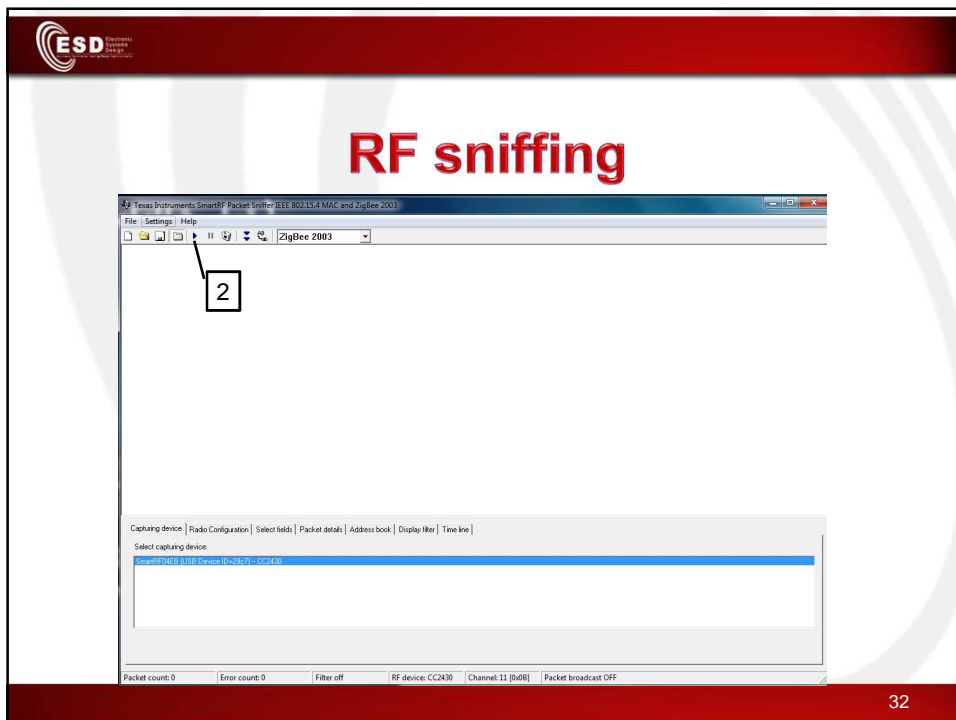 ESD Electronic Systems Design
RF sniffing
Texas Instruments SmartRF Packet Sniffer IEEE 802.15.4 MAC and ZigBee 2003
File Settings Help
ZigBee 2003
2
Capturing device Radio Configuration Select fields Packet details Address book Display filter Time line
Select capturing device:
SmartRF04EB (USB Device ID=29c7) -- CC2430
Packet count: 0 Error count: 0 Filter off RF device: CC2430 Channel: 11 [0x0B] Packet broadcast OFF
32